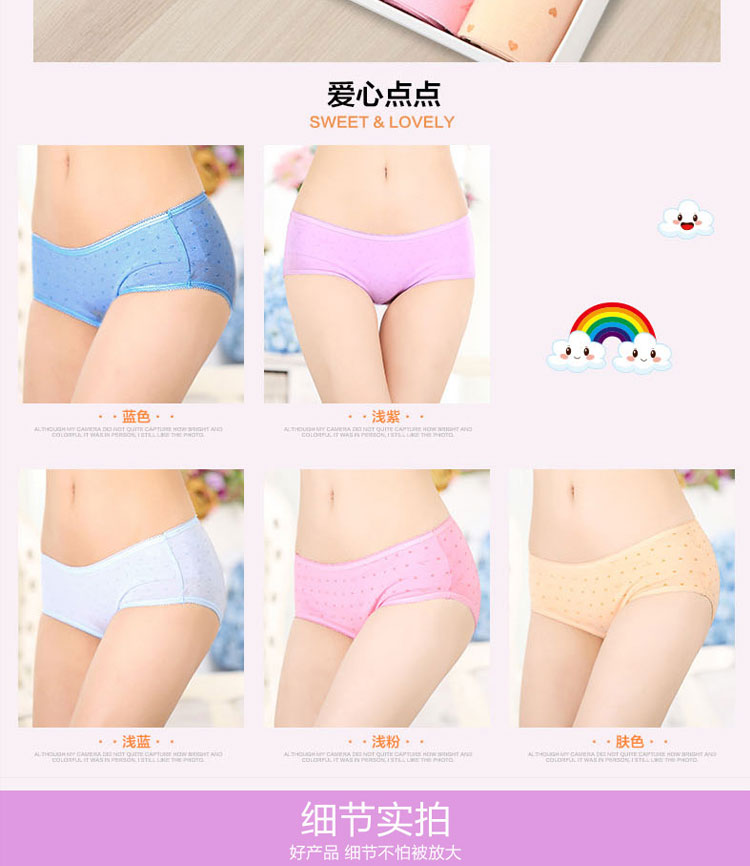 爱心点点
SWEET & LOVELY
··蓝色··
ALTHOUGH MY CAMERA DID NOT QUITE CAPTURE HOW BRIGHT AND
COLORFUL IT WAS IN PERSON, I STILL LIKE THE PHOTO.
··浅紫··
ALTHOUGH MY CAMERA DID NOT QUITE CAPTURE HOW BRIGHT AND
COLORFUL IT WAS IN PERSON, I STILL LIKE THE PHOTO.
··浅蓝··
ALTHOUGH MY CAMERA DID NOT QUITE CAPTURE HOW BRIGHT AND
COLORFUL IT WAS IN PERSON, I STILL LIKE THE PHOTO.
··浅粉··
ALTHOUGH MY CAMERA DID NOT QUITE CAPTURE HOW BRIGHT AND
COLORFUL IT WAS IN PERSON, I STILL LIKE THE PHOTO.
··肤色··
ALTHOUGH MY CAMERA DID NOT QUITE CAPTURE HOW BRIGHT AND
COLORFUL IT WAS IN PERSON, I STILL LIKE THE PHOTO.
细节实拍
好产品 细节不怕被放大